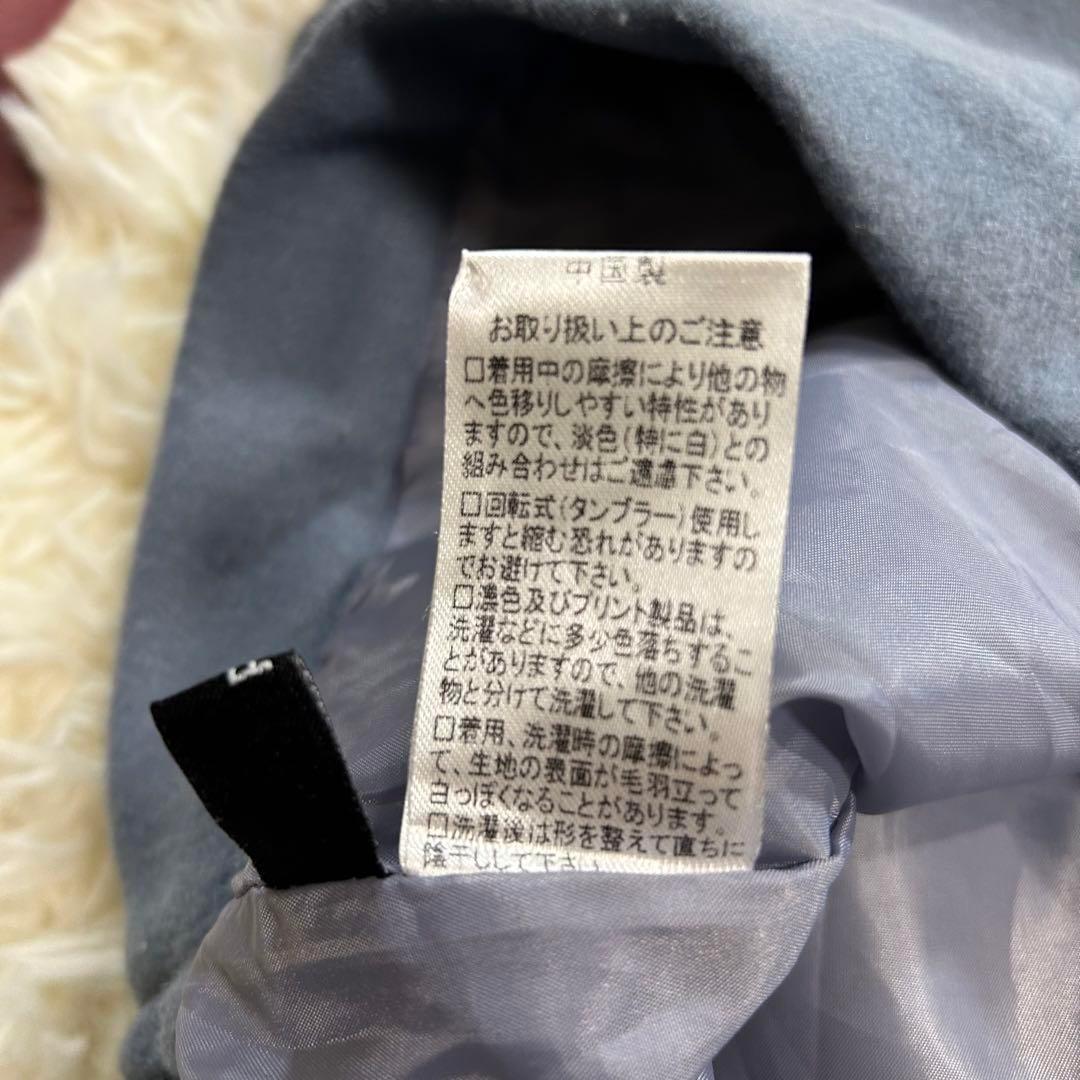 中国製
お取り扱い上のご注意
□着用中の摩擦により他の物
へ色移りしやすい特性があり
ますので、淡色(特に白)との
組み合わせはご遠慮下さい。
□回転式(タンブラー)使用し
ますと縮む恐れがありますの
でお避けて下さい。
□濃色及びプリント製品は、
洗濯などに多少色落ちするこ
とがありますので、他の洗濯
物と分けて洗濯して下さい。
□着用、洗濯時の摩擦によっ
て、生地の表面が毛羽立って
白っぽくなることがあります。
□洗濯後は形を整えて直ちに
陰干しして下さい